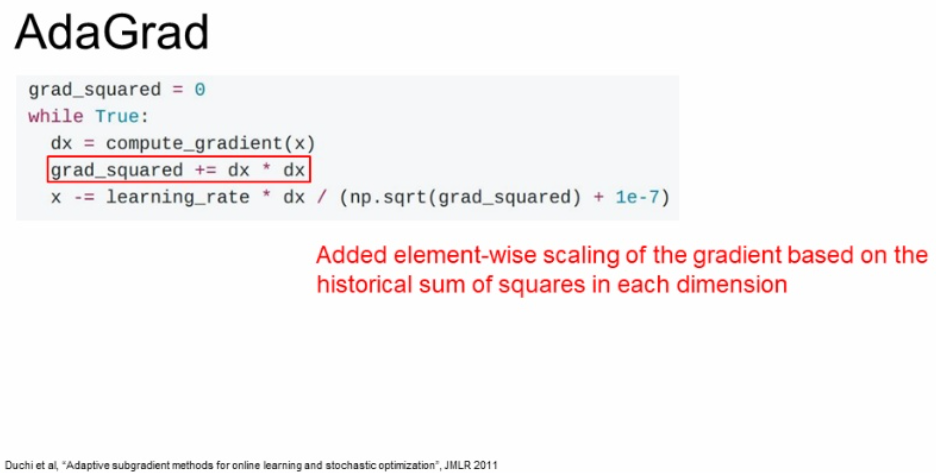 AdaGrad
grad_squared = 0
while True:
dx = compute_gradient(x)
grad_squared += dx * dx
x -= learning_rate * dx / (np.sqrt(grad_squared) + 1e-7)
Added element-wise scaling of the gradient based on the
historical sum of squares in each dimension
Duchi et al, “Adaptive subgradient methods for online learning and stochastic optimization”, JMLR 2011